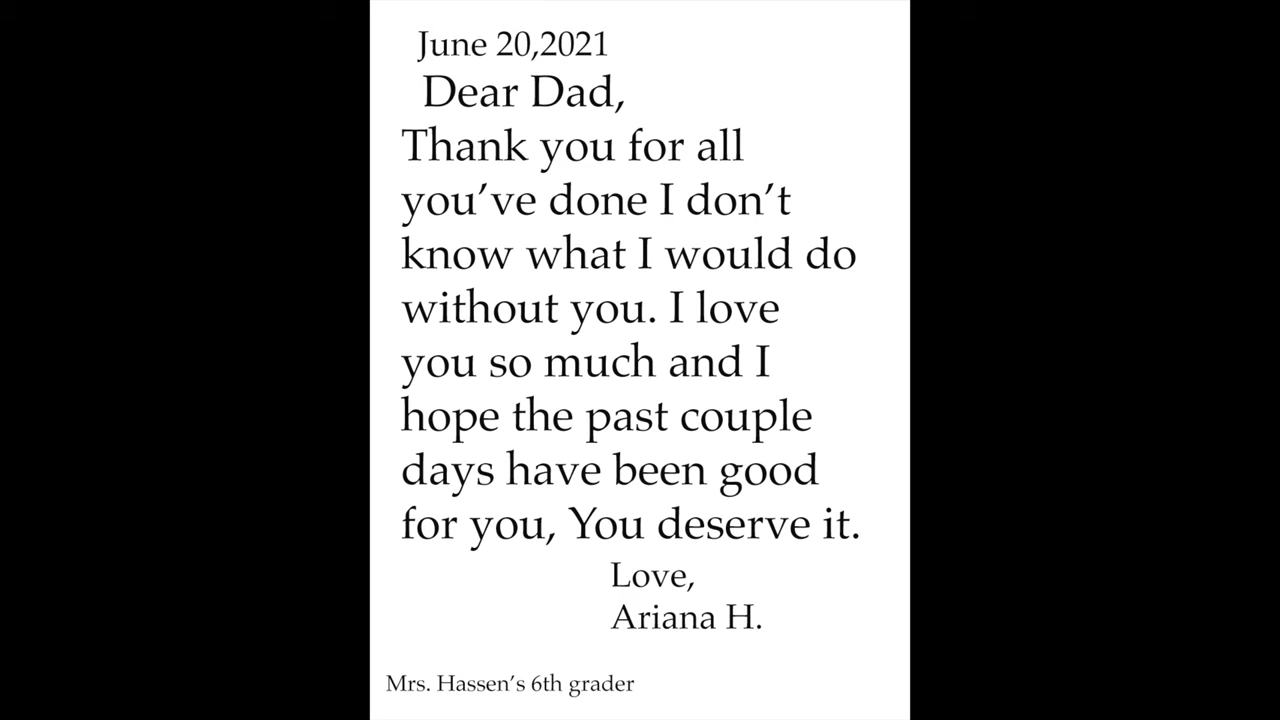 June 20,2021
Dear Dad,
Thank you for all
you’ve done I don’t
know what I would do
without you. I love
you so much and I
hope the past couple
days have been good
for you, You deserve it.
Love,
Ariana H.
Mrs. Hassen’s 6th grader